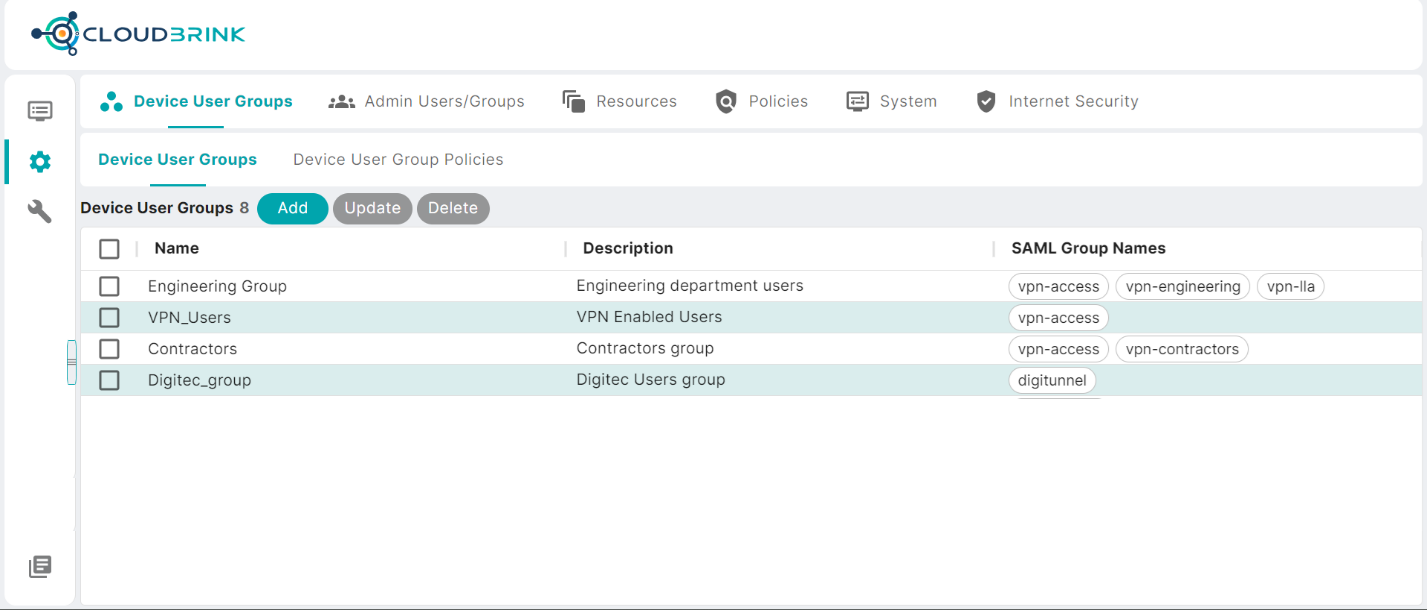 CLOUDBRINK
Device User Groups Admin Users/Groups Resources Policies System Internet Security
Device User Groups Device User Group Policies
Device User Groups 8 Add Update Delete
Name Description SAML Group Names
Engineering Group Engineering department users vpn-access vpn-engineering vpn-lla
VPN_Users VPN Enabled Users vpn-access
Contractors Contractors group vpn-access vpn-contractors
Digitec_group Digitec Users group digitunnel